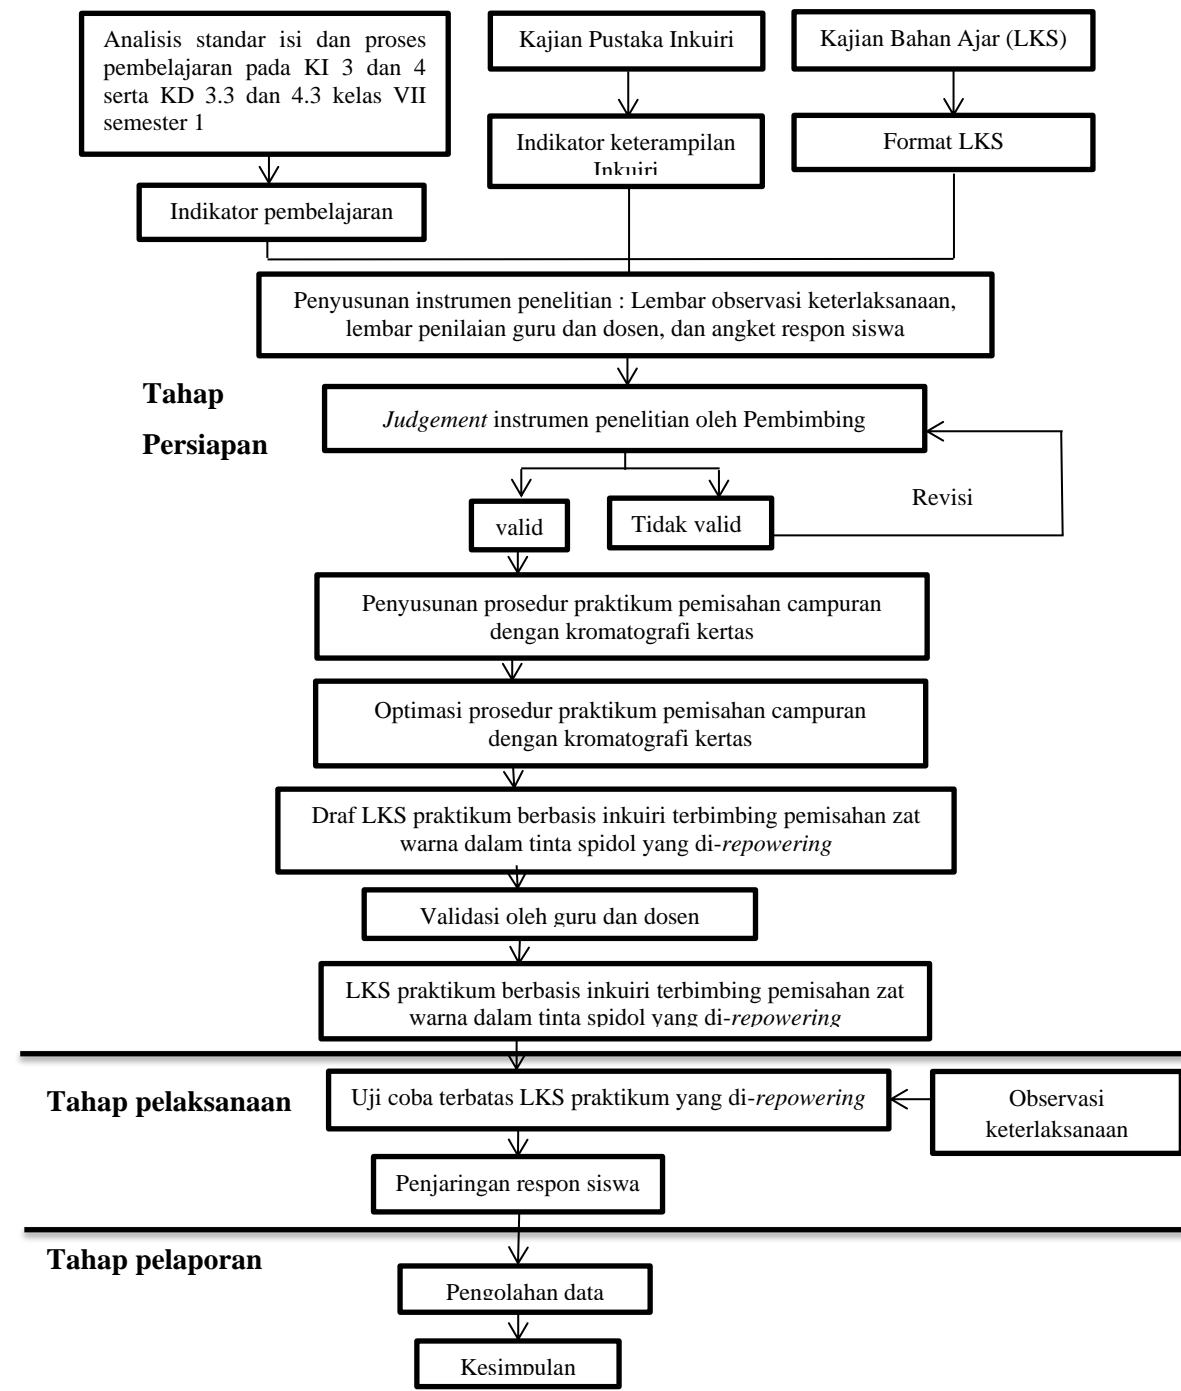 Analisis standar isi dan proses
pembelajaran pada KI 3 dan 4
serta KD 3.3 dan 4.3 kelas VII
semester 1
Kajian Pustaka Inkuiri
Kajian Bahan Ajar (LKS)
Indikator keterampilan
Inkuiri
Format LKS
Indikator pembelajaran
Penyusunan instrumen penelitian : Lembar observasi keterlaksanaan,
lembar penilaian guru dan dosen, dan angket respon siswa
Tahap
Persiapan
Judgement instrumen penelitian oleh Pembimbing
Revisi
valid
Tidak valid
Penyusunan prosedur praktikum pemisahan campuran
dengan kromatografi kertas
Optimasi prosedur praktikum pemisahan campuran
dengan kromatografi kertas
Draf LKS praktikum berbasis inkuiri terbimbing pemisahan zat
warna dalam tinta spidol yang di-repowering
Validasi oleh guru dan dosen
LKS praktikum berbasis inkuiri terbimbing pemisahan zat
warna dalam tinta spidol yang di-repowering
Tahap pelaksanaan
Uji coba terbatas LKS praktikum yang di-repowering
Observasi
keterlaksanaan
Penjaringan respon siswa
Tahap pelaporan
Pengolahan data
Kesimpulan